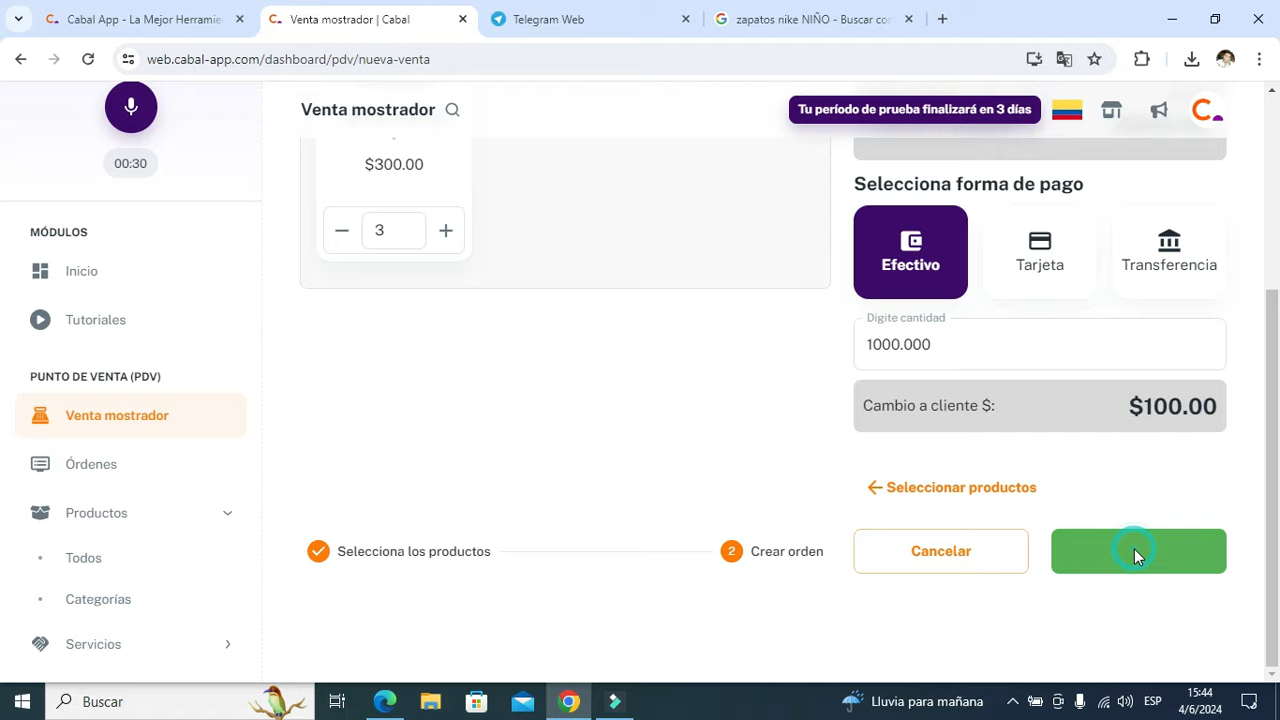 Cabal App - La Mejor Herramie
Venta mostrador | Cabal
Telegram Web
zapatos nike NIÑO - Buscar co
web.cabal-app.com/dashboard/pdv/nueva-venta
00:30
Venta mostrador
Tu período de prueba finalizará en 3 días
MÓDULOS
Inicio
Tutoriales
PUNTO DE VENTA (PDV)
Venta mostrador
Órdenes
Productos
Todos
Categorías
Servicios
$300.00
3
Selecciona forma de pago
Efectivo
Tarjeta
Transferencia
Digite cantidad
1000.000
Cambio a cliente $:
$100.00
Seleccionar productos
Selecciona los productos
2
Crear orden
Cancelar
Buscar
Lluvia para mañana
ESP
15:44
4/6/2024